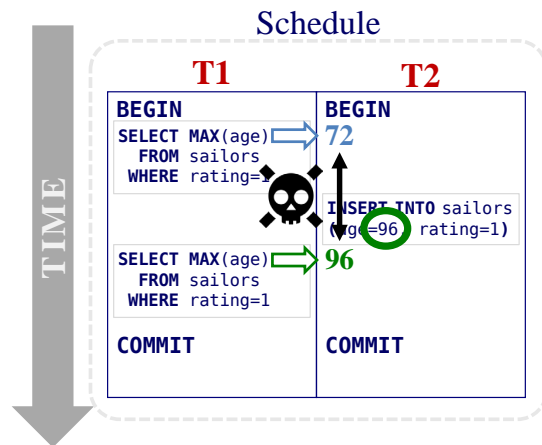 Schedule
TIME
T1
T2
BEGIN
SELECT MAX(age)
FROM sailors
WHERE rating=1
SELECT MAX(age)
FROM sailors
WHERE rating=1
COMMIT
BEGIN
72
INSERT INTO sailors
(age=96, rating=1)
96
COMMIT